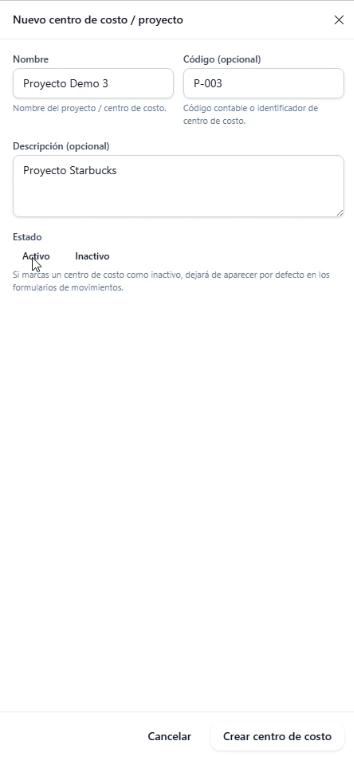 Nuevo centro de costo / proyecto
Nombre
Código (opcional)
Proyecto Demo 3
P-003
Nombre del proyecto / centro de costo.
Código contable o identificador de
centro de costo.
Descripción (opcional)
Proyecto Starbucks
Estado
Activo
Inactivo
Si marcas un centro de costo como inactivo, dejará de aparecer por defecto en los
formularios de movimientos.
Cancelar
Crear centro de costo